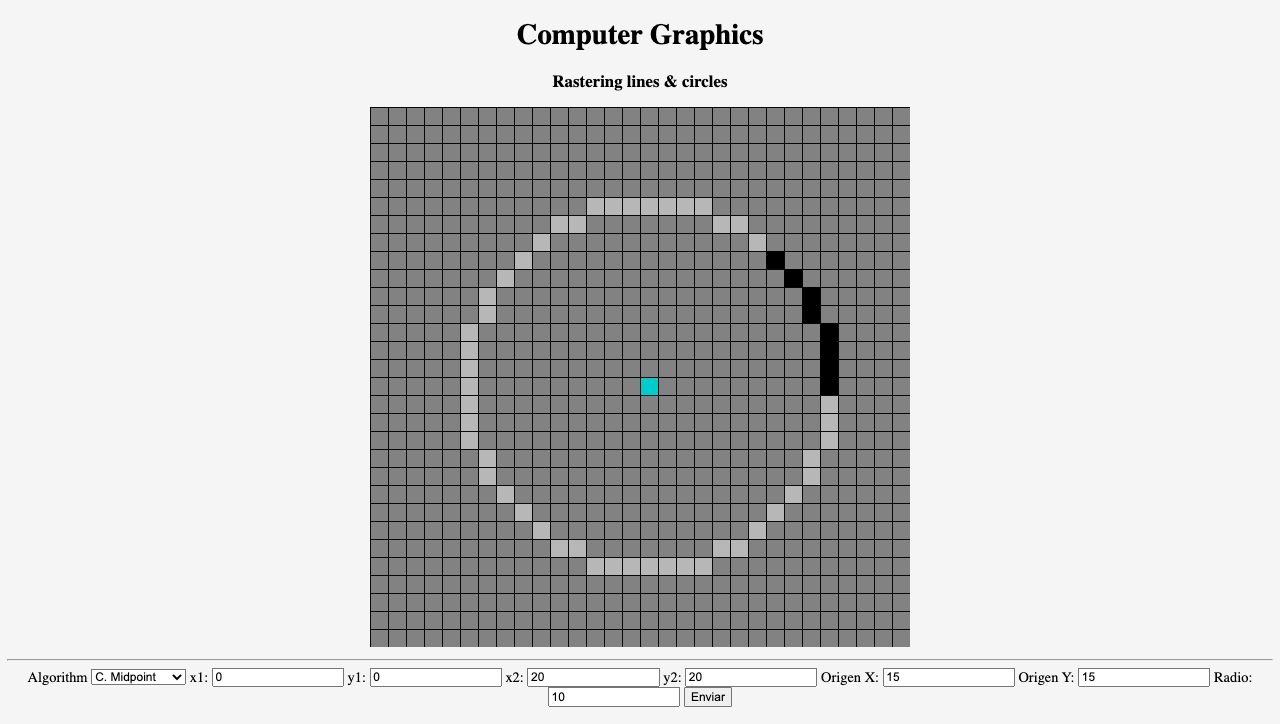 Computer Graphics
Rastering lines & circles
Algorithm C. Midpoint x1: 0 y1: 0 x2: 20 y2: 20 Origen X: 15 Origen Y: 15 Radio:
10 Enviar